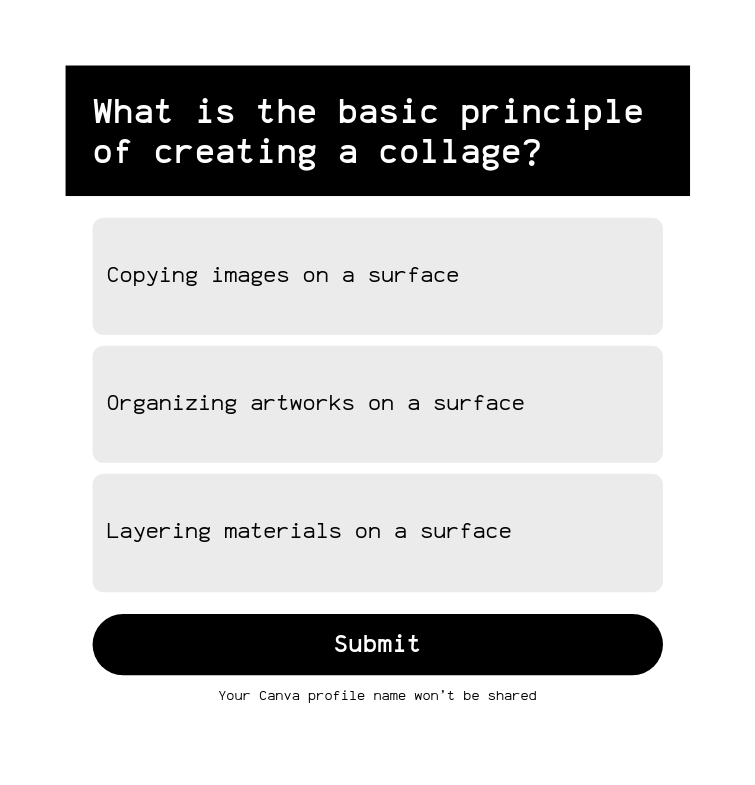 What is the basic principle
of creating a collage?
Copying images on a surface
Organizing artworks on a surface
Layering materials on a surface
Submit
Your Canva profile name won’t be shared